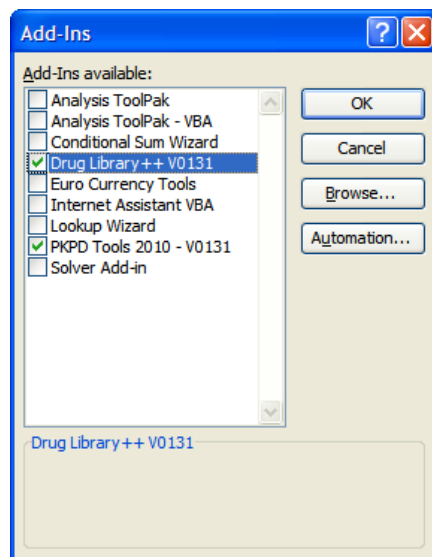 Add-Ins
Add-Ins available:
Analysis ToolPak
Analysis ToolPak - VBA
Conditional Sum Wizard
Drug Library++ V0131
Euro Currency Tools
Internet Assistant VBA
Lookup Wizard
PKPD Tools 2010 - V0131
Solver Add-in
OK
Cancel
Browse...
Automation...
Drug Library++ V0131